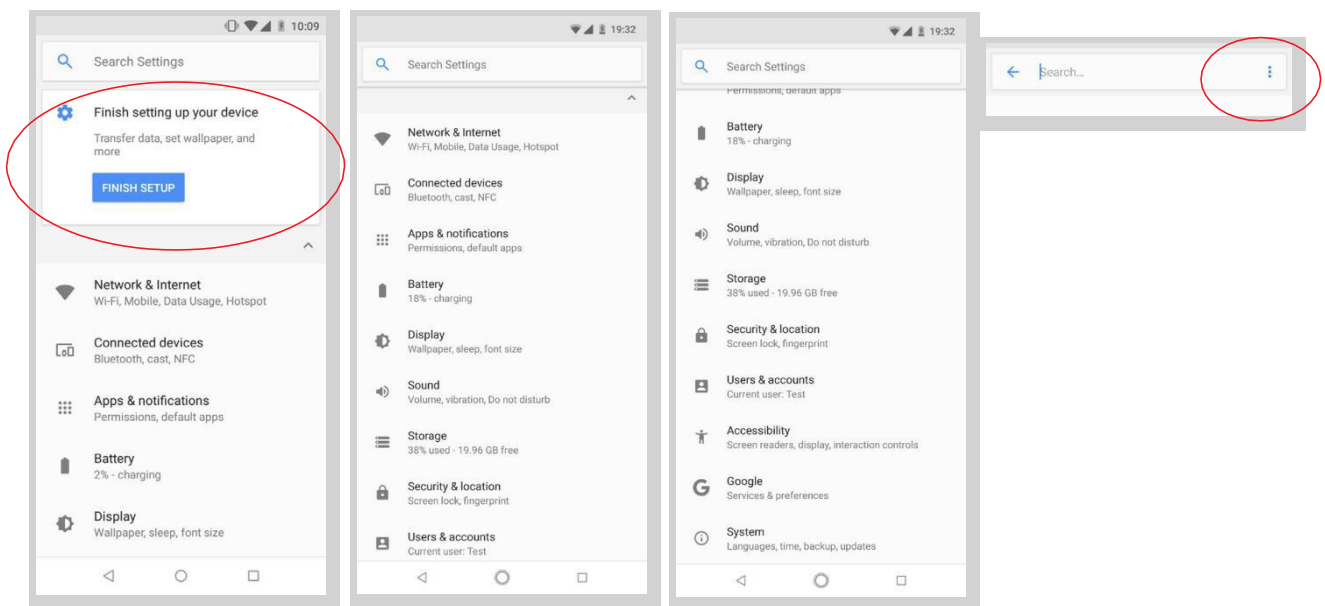 10:09
Search Settings
Finish setting up your device
Transfer data, set wallpaper, and
more
FINISH SETUP
Network & Internet
Wi-Fi, Mobile, Data Usage, Hotspot
Connected devices
Bluetooth, cast, NFC
Apps & notifications
Permissions, default apps
Battery
2% - charging
Display
Wallpaper, sleep, font size
19:32
Search Settings
Network & Internet
Wi-Fi, Mobile, Data Usage, Hotspot
Connected devices
Bluetooth, cast, NFC
Apps & notifications
Permissions, default apps
Battery
18% - charging
Display
Wallpaper, sleep, font size
Sound
Volume, vibration, Do not disturb
Storage
38% used - 19.96 GB free
Security & location
Screen lock, fingerprint
Users & accounts
Current user: Test
19:32
Search Settings
Permissions, default apps
Battery
18% - charging
Display
Wallpaper, sleep, font size
Sound
Volume, vibration, Do not disturb
Storage
38% used - 19.96 GB free
Security & location
Screen lock, fingerprint
Users & accounts
Current user: Test
Accessibility
Screen readers, display, interaction controls
Google
Services & preferences
System
Languages, time, backup, updates
Search...